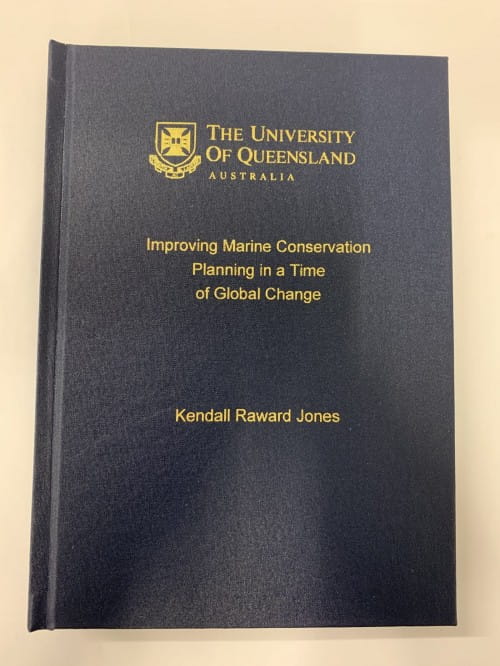 THE UNIVERSITY
OF QUEENSLAND
AUSTRALIA
Improving Marine Conservation
Planning in a Time
of Global Change
Kendall Raward Jones